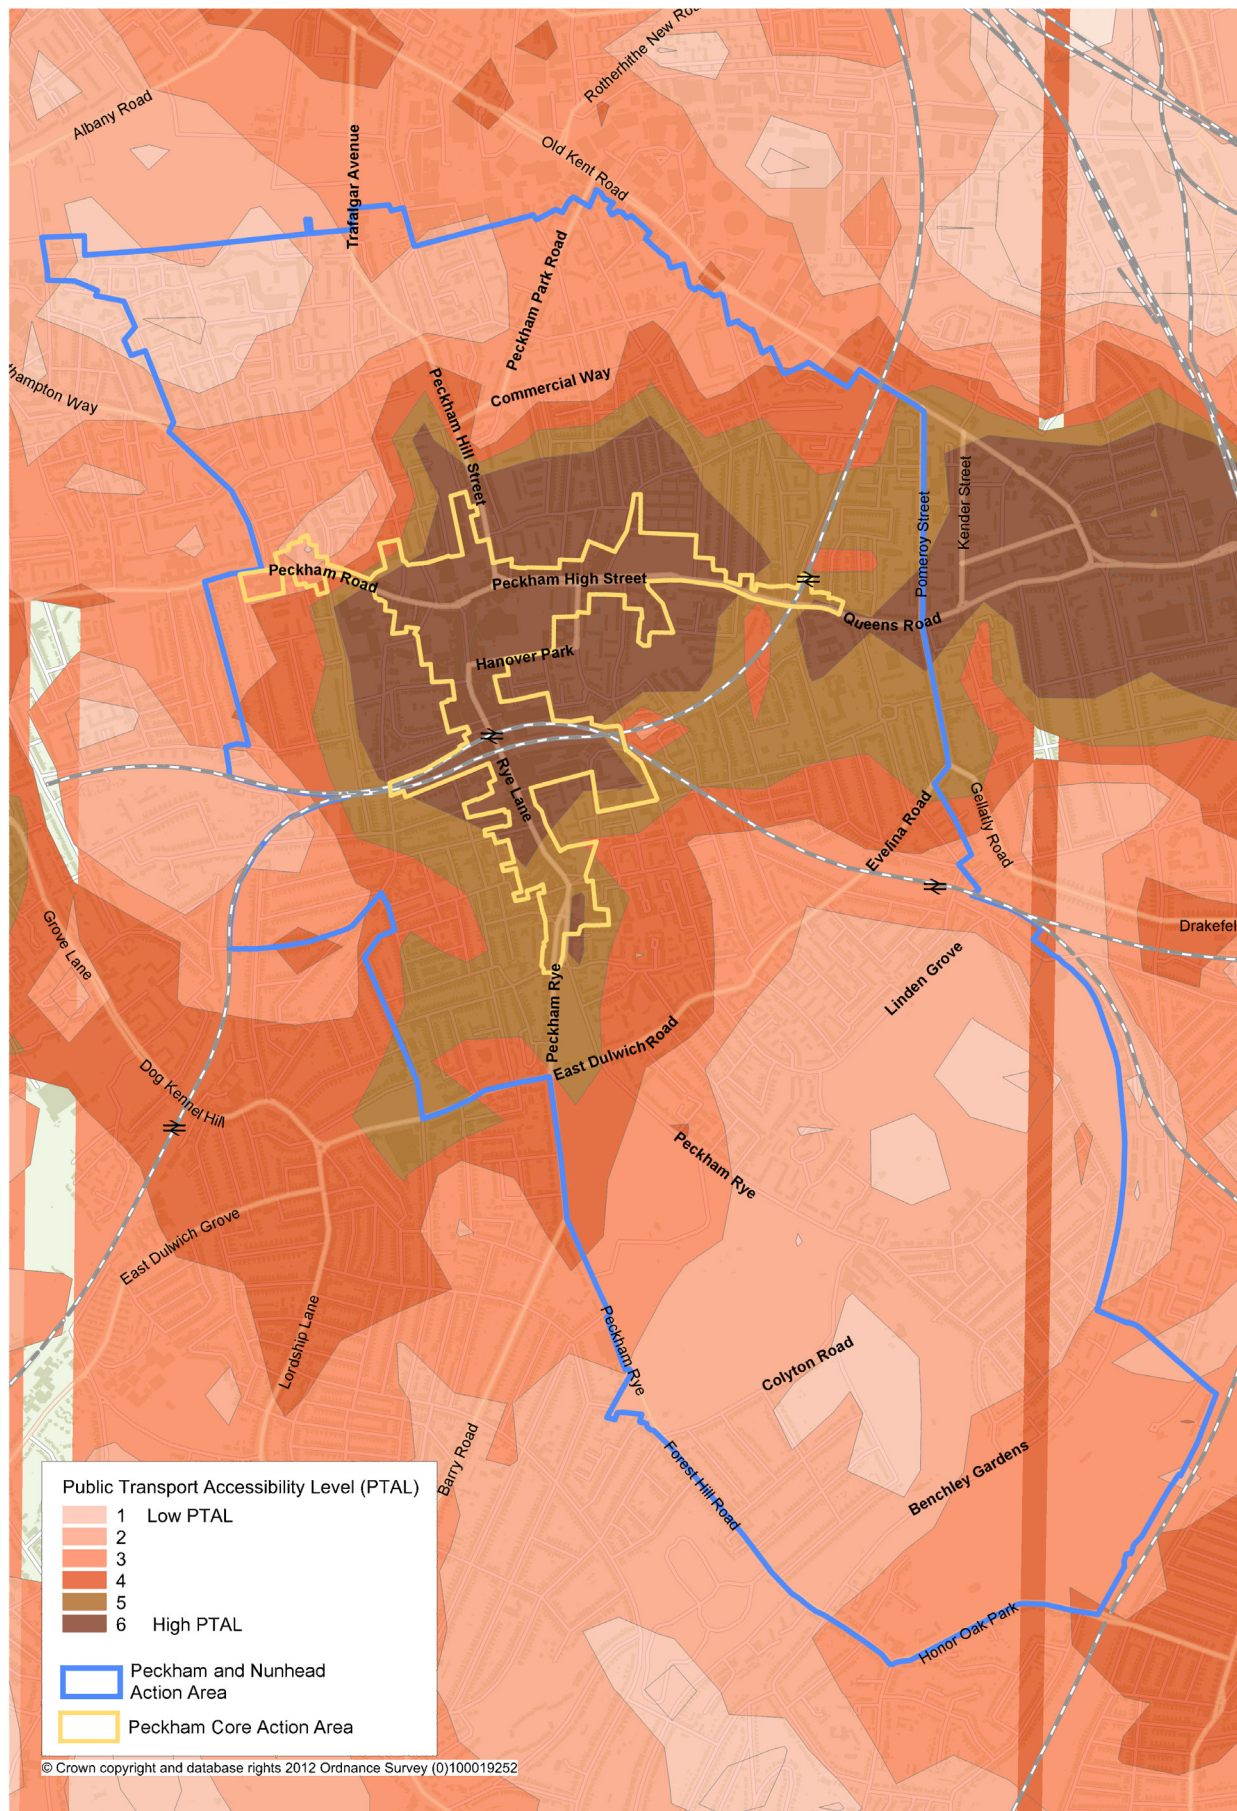 Rotherhithe New Roa
Albany Road
Trafalgar Avenue
Old Kent Road
Peckham Park Road
thampton Way
Peckham Hill Street
Commercial Way
Kender Street
Pomeroy Street
Peckham Road
Peckham High Street
Queens Road
Hanover Park
Rye Lane
Evelina Road
Gellatly Road
Grove Lane
Drakefel
Linden Grove
Peckham Rye
East Dulwich Road
Dog Kennel Hill
Peckham Rye
East Dulwich Grove
Lordship Lane
Peckham Rye
Colyton Road
Barry Road
Forest Hill Road
Benchley Gardens
Honor Oak Park
Public Transport Accessibility Level (PTAL)
1 Low PTAL
2
3
4
5
6 High PTAL
Peckham and Nunhead
Action Area
Peckham Core Action Area
© Crown copyright and database rights 2012 Ordnance Survey (0)100019252